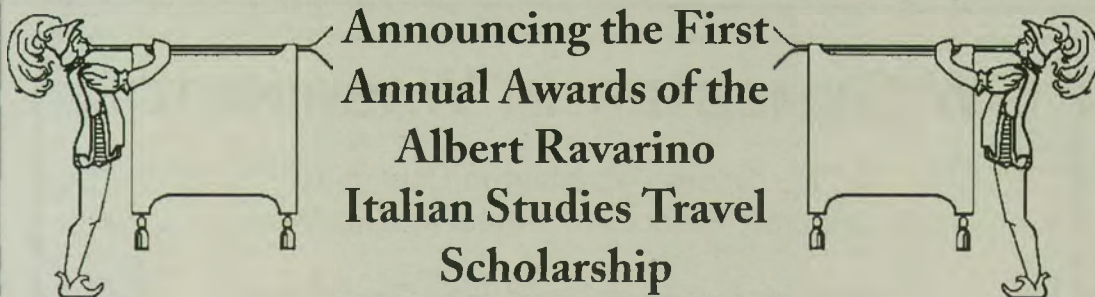 Announcing the First
Annual Awards of the
Albert Ravarino
Italian Studies Travel
Scholarship